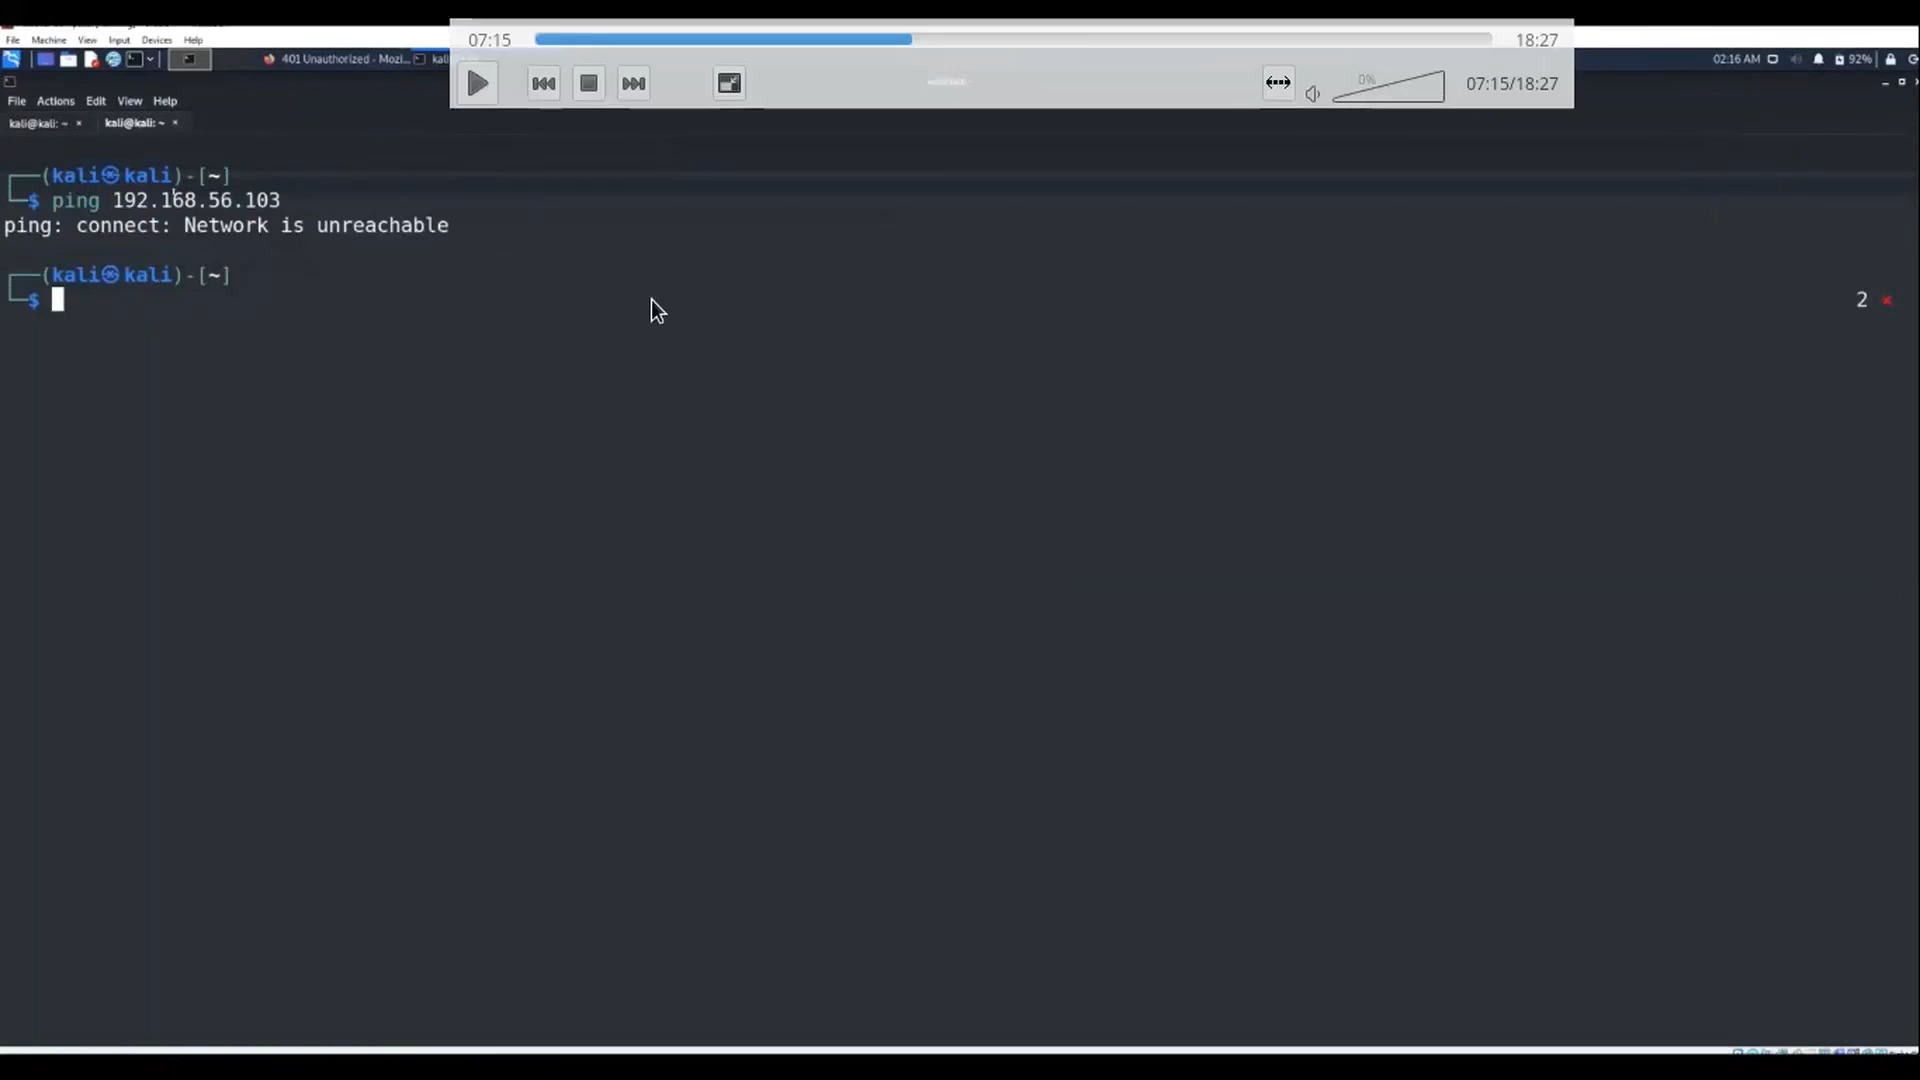 07:15
18:27
File Machine View Input Devices Help
401 Unauthorized - Mozi...
02:16 AM
92%
0%
07:15/18:27
File Actions Edit View Help
kali@kali: ~ × kali@kali: ~ ×
┌──(kali㉿kali)-[~]
└─$ ping 192.168.56.103
ping: connect: Network is unreachable
┌──(kali㉿kali)-[~]
└─$
2 ×